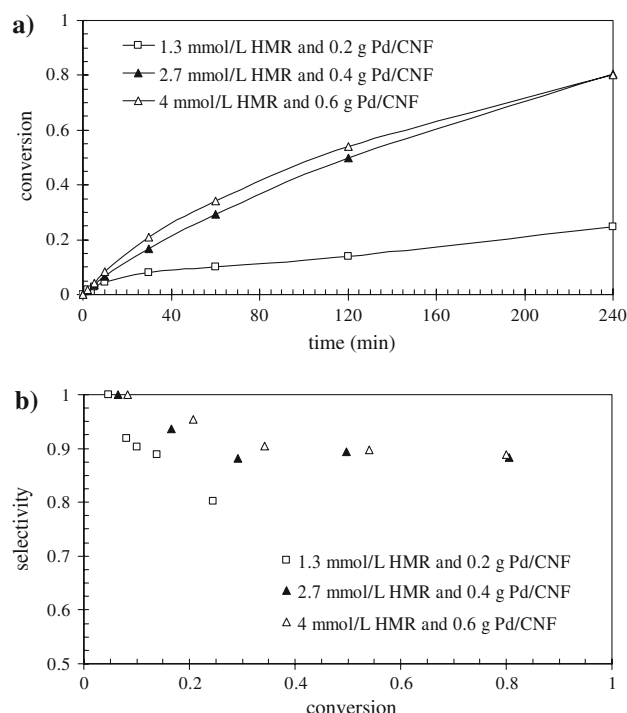 a)
1
0.8
0.6
0.4
0.2
0
conversion
1.3 mmol/L HMR and 0.2 g Pd/CNF
2.7 mmol/L HMR and 0.4 g Pd/CNF
4 mmol/L HMR and 0.6 g Pd/CNF
0 40 80 120 160 200 240
time (min)
b)
1
0.9
0.8
0.7
0.6
0.5
selectivity
1.3 mmol/L HMR and 0.2 g Pd/CNF
2.7 mmol/L HMR and 0.4 g Pd/CNF
4 mmol/L HMR and 0.6 g Pd/CNF
0 0.2 0.4 0.6 0.8 1
conversion